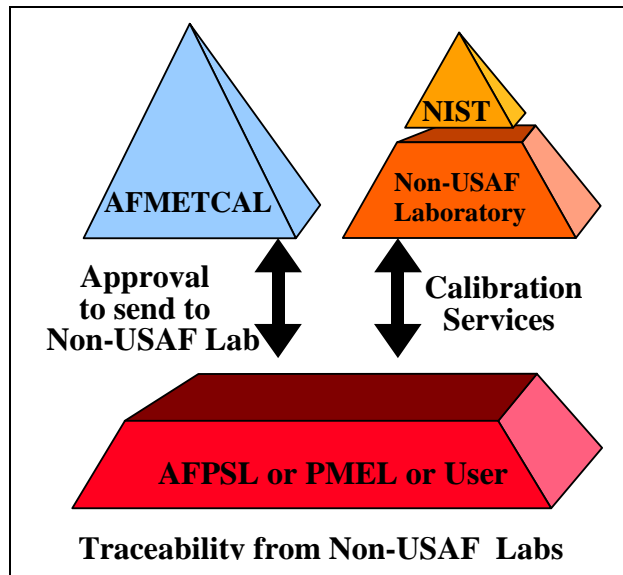 AFMETCAL
NIST
Non-USAF
Laboratory
Approval
to send to
Non-USAF Lab
Calibration
Services
AFPSL or PMEL or User
Traceability from Non-USAF Labs